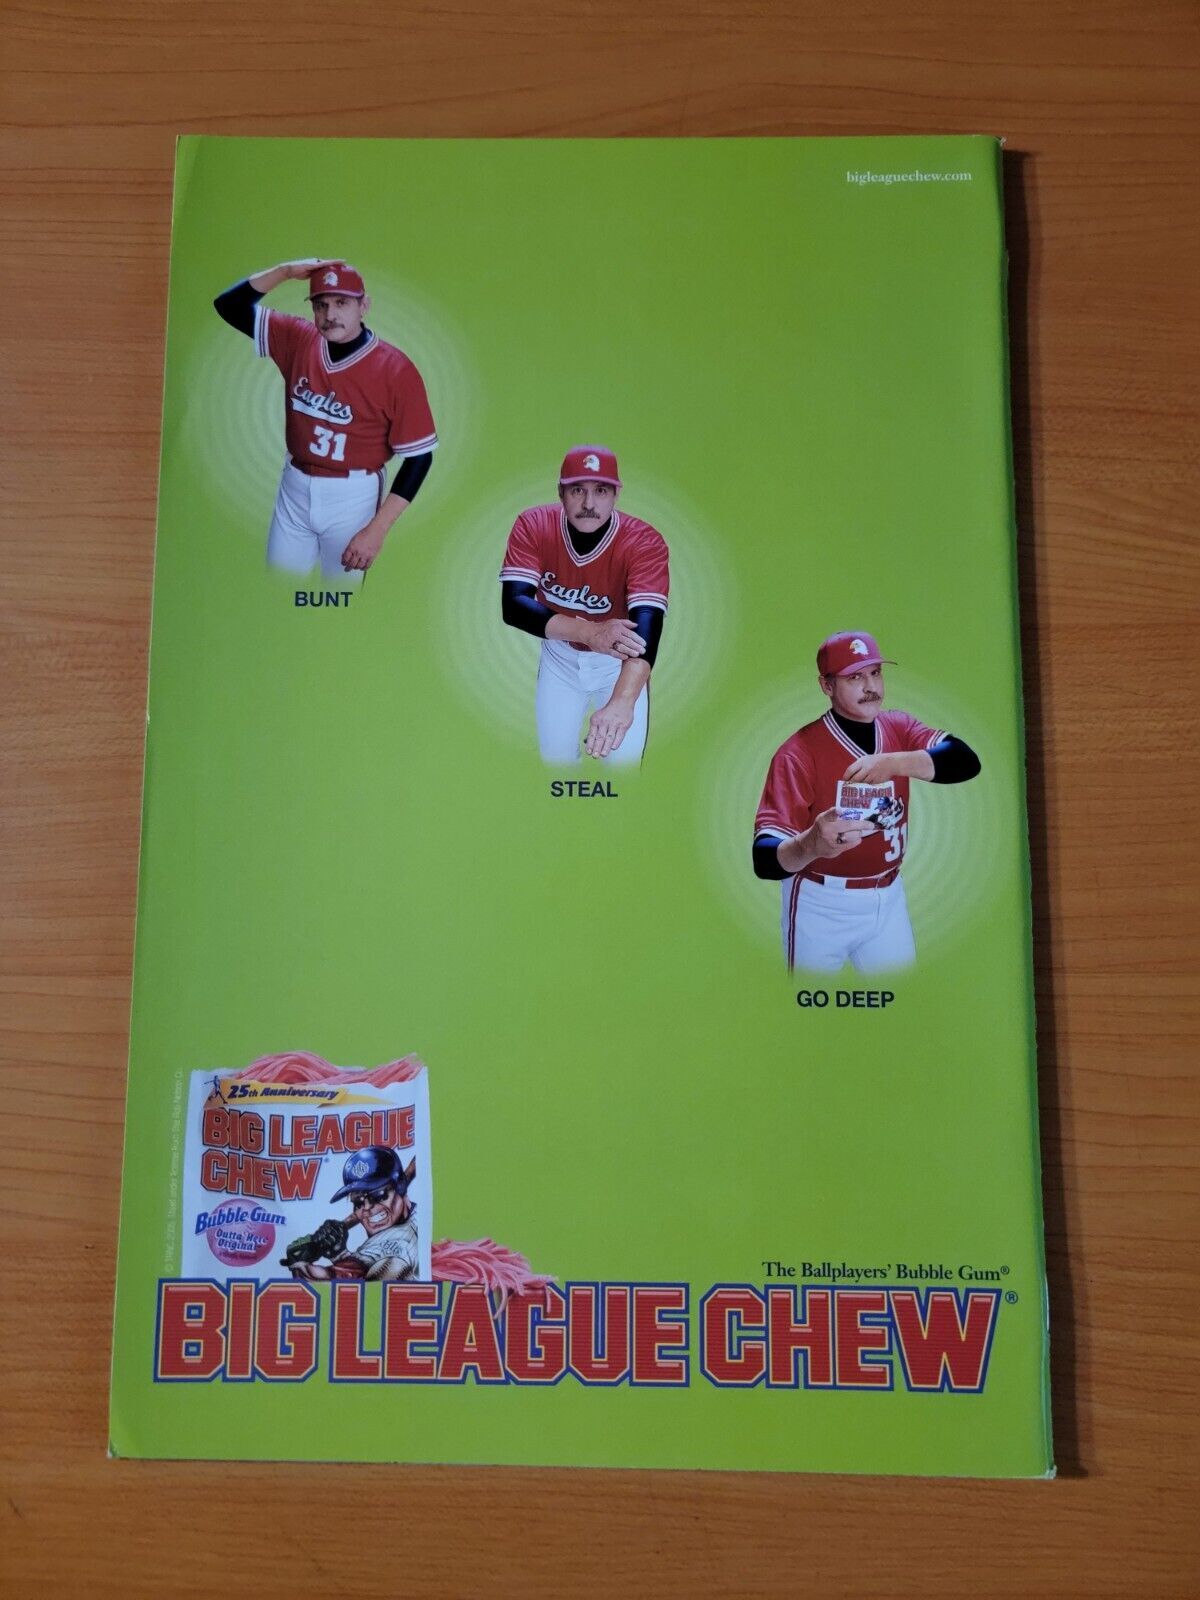 bigleaguechew.com
Eagles
31
BUNT
Eagles
STEAL
BIG LEAGUE
CHEW
31
GO DEEP
25th Anniversary
BIG LEAGUE
CHEW®
Bubble Gum
Outta Here
Original
The Ballplayers' Bubble Gum®
BIG LEAGUE CHEW®